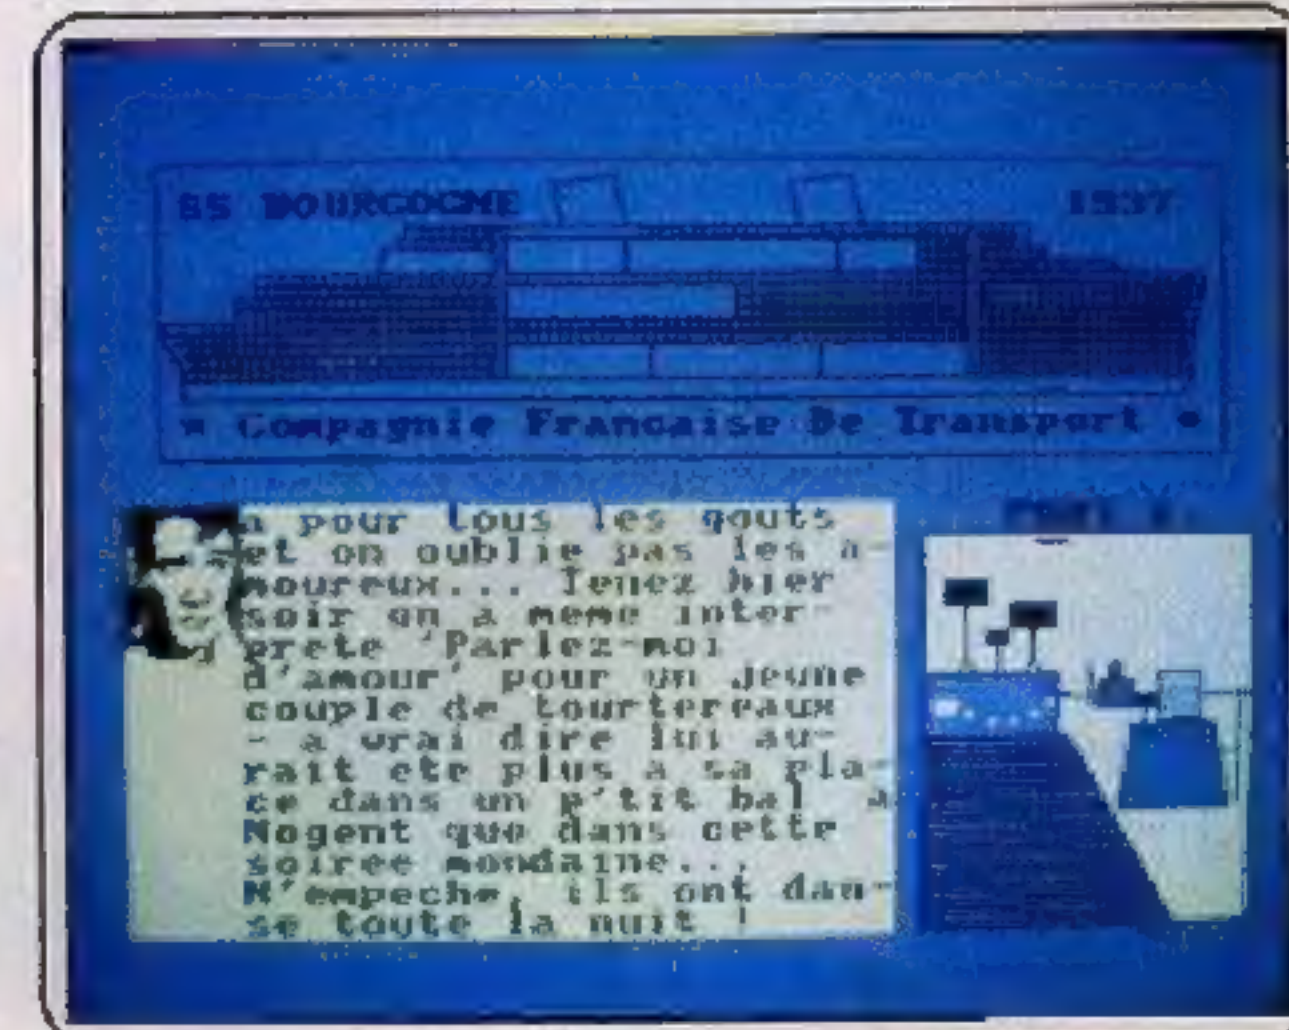 SS BOURGOGNE 1937
Compagnie Francaise De Transport
a pour tous les gouts
et on oublie pas les a-
moureux... Tenez hier
soir on a meme inter-
prete 'Parlez-moi
d'amour' pour un jeune
couple de tourtereaux
- a vrai dire lui au-
rait ete plus a sa pla-
ce dans un p'tit bal a
Nogent que dans cette
soiree mondaine...
N'empeche, ils ont dan-
se toute la nuit !